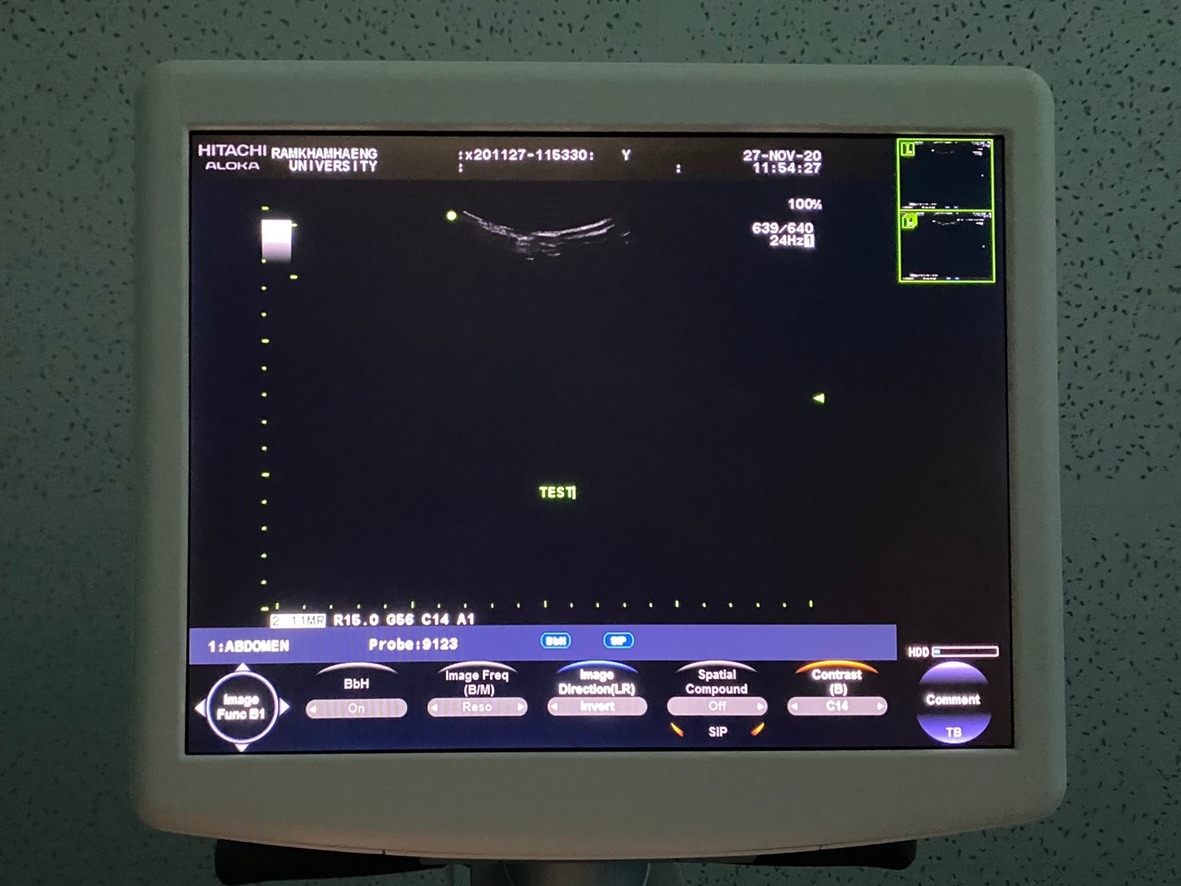 HITACHI
ALOKA
RAMKHAMHAENG
UNIVERSITY
:x201127-115330: Y
: :
27-NOV-20
11:54:27
100%
639/640
24Hz
TEST
R15.0 G56 C14 A1
1:ABDOMEN Probe:9123 BbH SIP
HDD
Image
Func B1
BbH
On
Image Freq
(B/M)
Reso
Image
Direction(LR)
Invert
Spatial
Compound
Off
SIP
Contrast
(B)
C14
Comment
TB